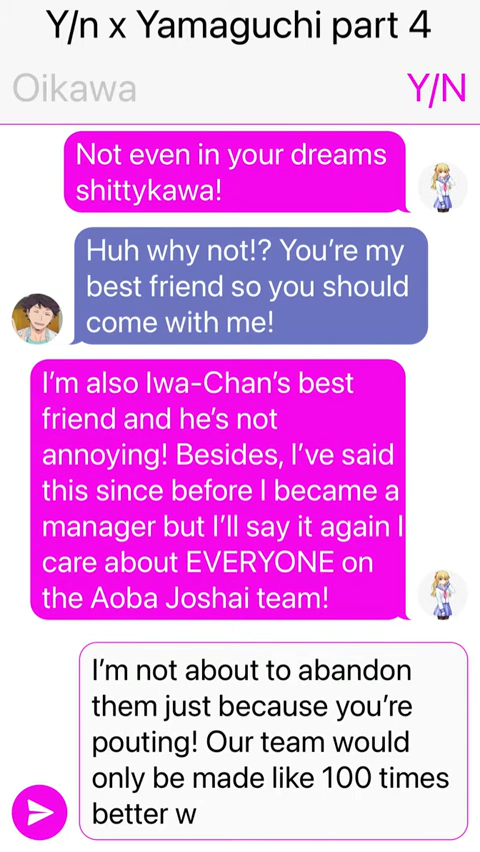 Y/n x Yamaguchi part 4
Oikawa
Y/N
Not even in your dreams
shittykawa!
Huh why not!? You're my
best friend so you should
come with me!
I'm also Iwa-Chan's best
friend and he's not
annoying! Besides, I've said
this since before I became a
manager but I'll say it again I
care about EVERYONE on
the Aoba Joshai team!
I'm not about to abandon
them just because you're
pouting! Our team would
only be made like 100 times
better w